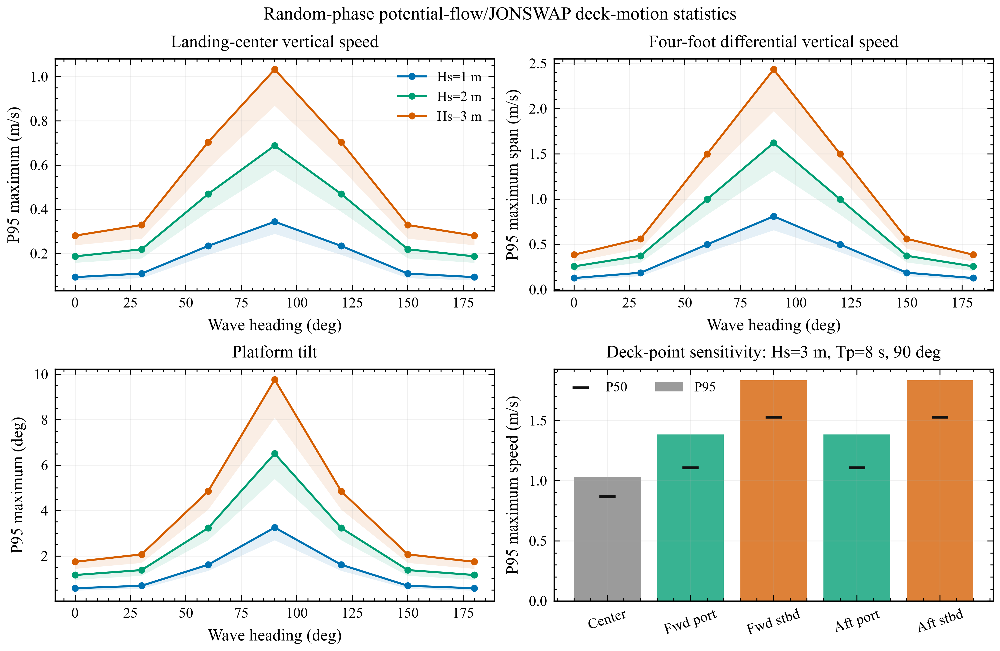 Random-phase potential-flow/JONSWAP deck-motion statistics
Landing-center vertical speed
P95 maximum (m/s)
1.0
0.8
0.6
0.4
0.2
Hs=1 m
Hs=2 m
Hs=3 m
0 25 50 75 100 125 150 175
Wave heading (deg)
Four-foot differential vertical speed
P95 maximum span (m/s)
2.5
2.0
1.5
1.0
0.5
0.0
0 25 50 75 100 125 150 175
Wave heading (deg)
Platform tilt
P95 maximum (deg)
10
8
6
4
2
0 25 50 75 100 125 150 175
Wave heading (deg)
Deck-point sensitivity: Hs=3 m, Tp=8 s, 90 deg
P95 maximum speed (m/s)
P50 P95
1.5
1.0
0.5
0.0
Center Fwd port Fwd stbd Aft port Aft stbd